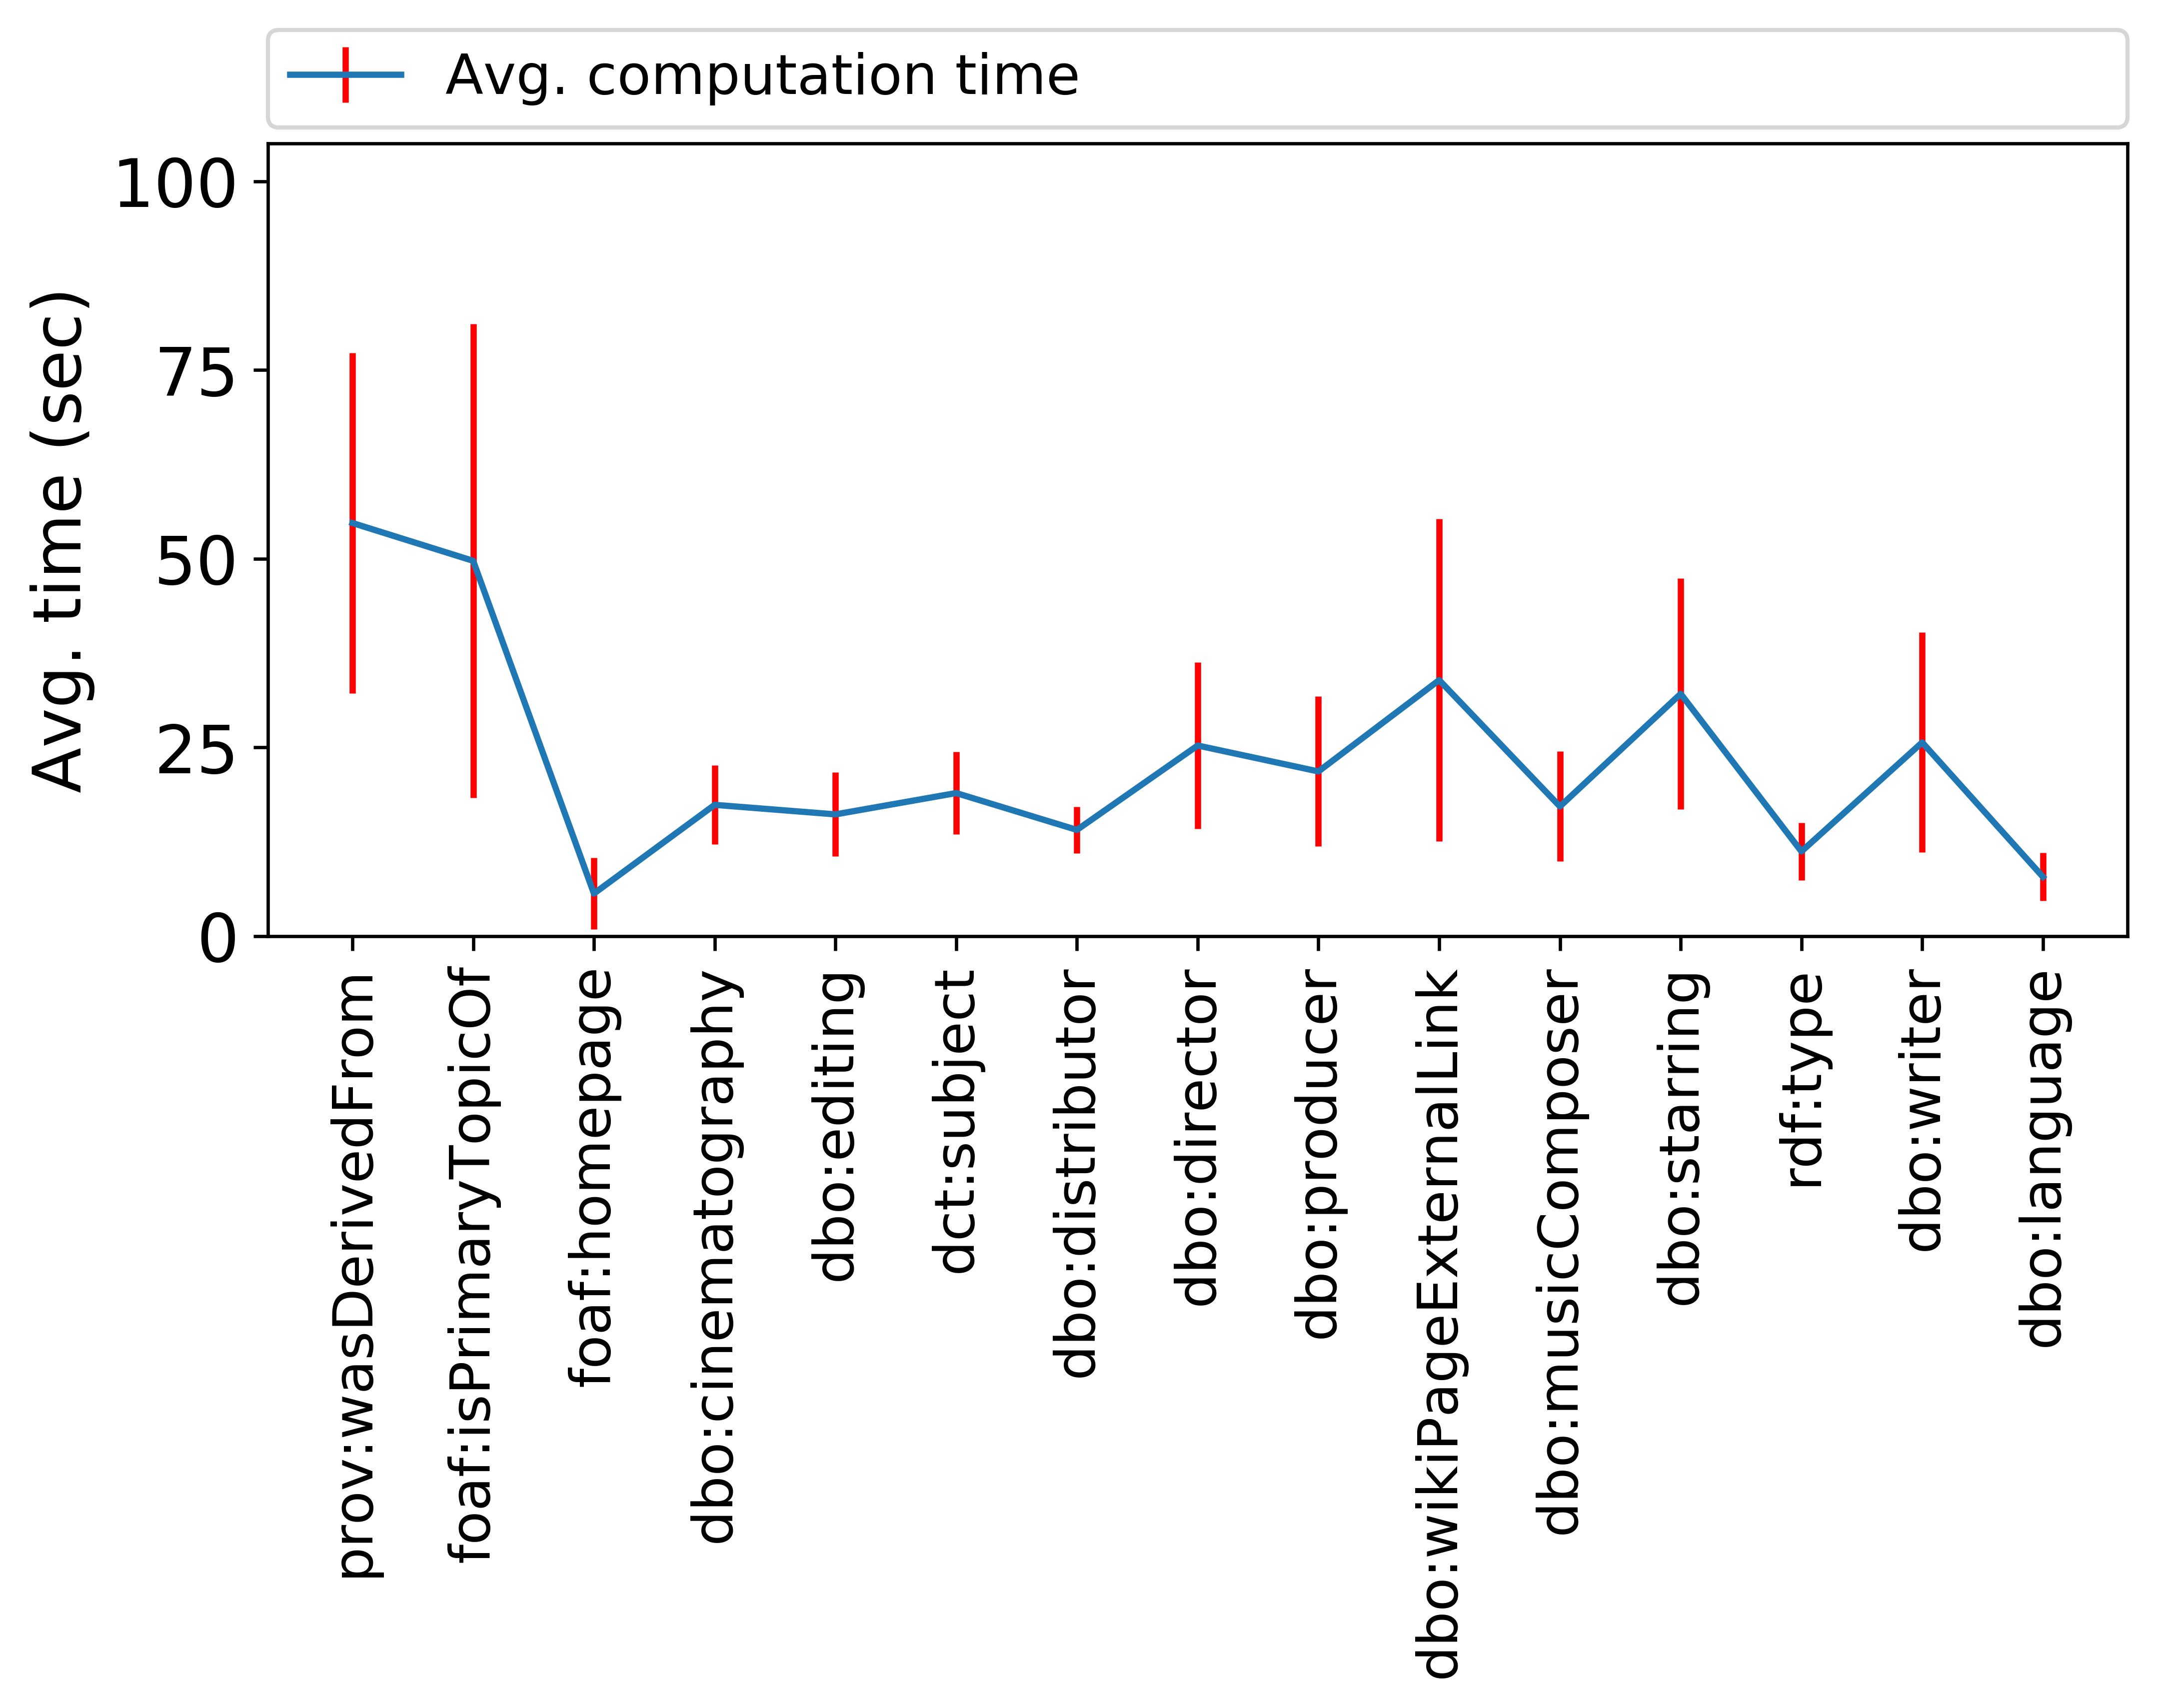 Avg. computation time
Avg. time (sec)
100
75
50
25
0
prov:wasDerivedFrom
foaf:isPrimaryTopicOf
foaf:homepage
dbo:cinematography
dbo:editing
dct:subject
dbo:distributor
dbo:director
dbo:producer
dbo:wikiPageExternalLink
dbo:musicComposer
dbo:starring
rdf:type
dbo:writer
dbo:language